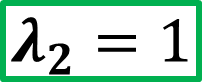 λ₂ = 1